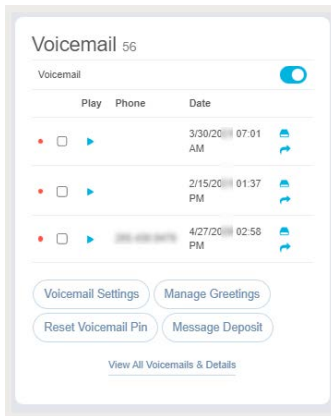 Voicemail 56
Voicemail
Play Phone Date
07:01
AM
01:37
PM
02:58
PM
Voicemail Settings Manage Greetings
Reset Voicemail Pin Message Deposit
View All Voicemails & Details